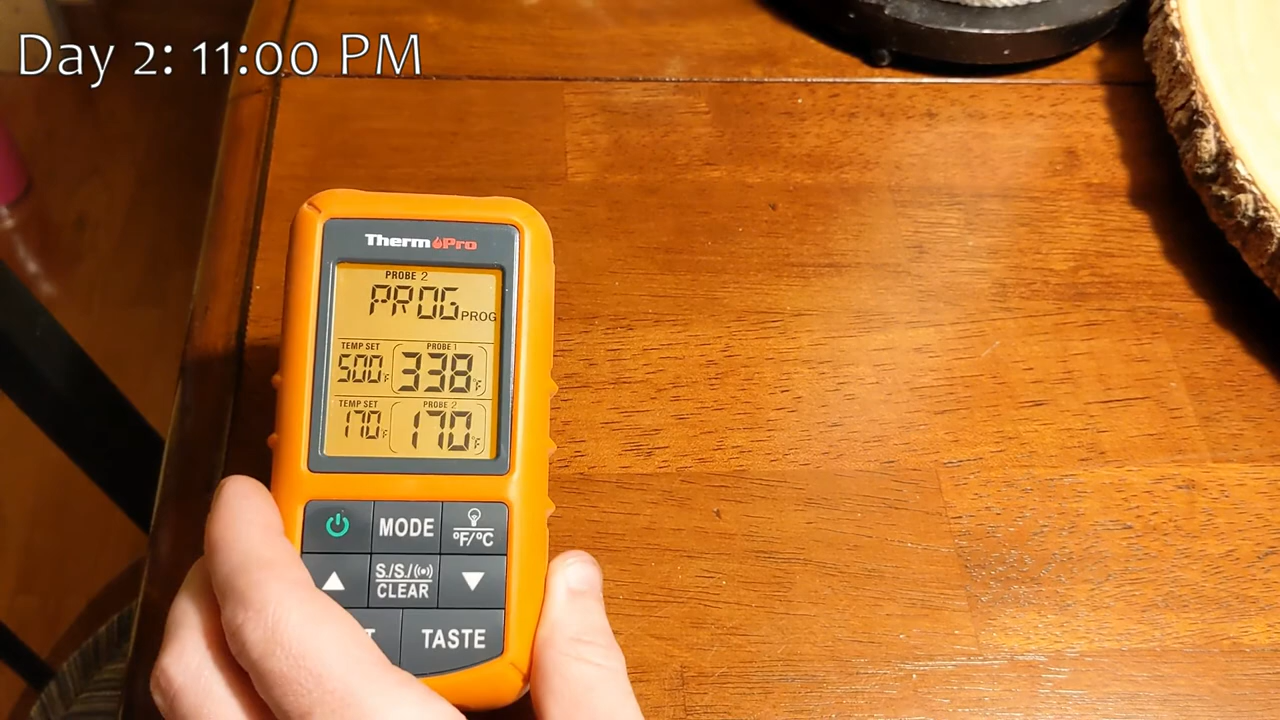 Day 2: 11:00 PM
ThermPro
PROBE 2
PROG PROG
TEMP SET PROBE 1
500°F 338°F
TEMP SET PROBE 2
170°F 170°F
MODE
°F/°C
S./S./
CLEAR
T TASTE